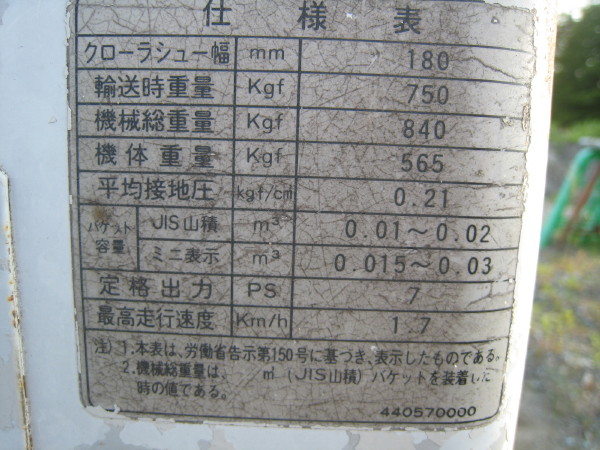 仕様表
クローラシュー幅 mm 180
輸送時重量 Kgf 750
機械総重量 Kgf 840
機体重量 Kgf 565
平均接地圧 kgf/cm² 0.21
バケット容量 JIS山積 m³ 0.01～0.02
ミニ表示 m³ 0.015～0.03
定格出力 PS 7
最高走行速度 Km/h 1.7
注) 1.本表は、労働省告示第150号に基づき、表示したものである。
2.機械総重量は、 ㎥ (JIS山積) バケットを装着した
時の値である。
440570000